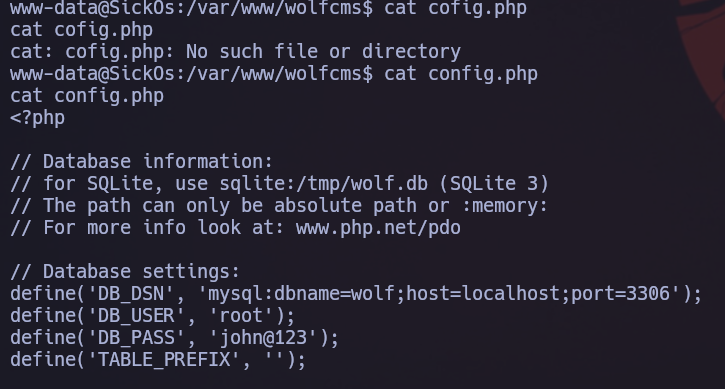 www-data@SickOs:/var/www/wolfcms$ cat cofig.php
cat cofig.php
cat: cofig.php: No such file or directory
www-data@SickOs:/var/www/wolfcms$ cat config.php
cat config.php
<?php
// Database information:
// for SQLite, use sqlite:/tmp/wolf.db (SQLite 3)
// The path can only be absolute path or :memory:
// For more info look at: www.php.net/pdo
// Database settings:
define('DB_DSN', 'mysql:dbname=wolf;host=localhost;port=3306');
define('DB_USER', 'root');
define('DB_PASS', 'john@123');
define('TABLE_PREFIX', '');